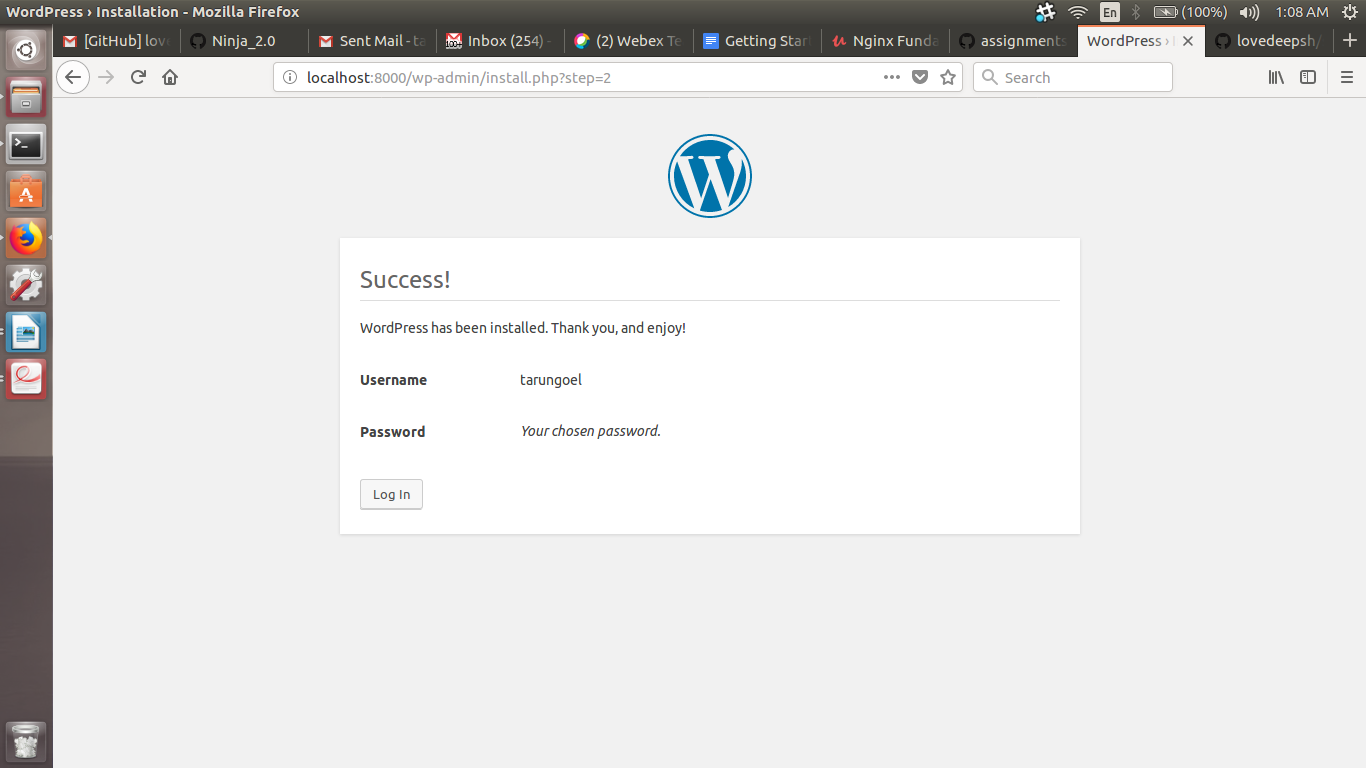 WordPress › Installation - Mozilla Firefox
En
(100%)
1:08 AM
[GitHub] love
Ninja_2.0
Sent Mail - ta
100+
Inbox (254) -
(2) Webex Te
Getting Star
Nginx Funda
assignments
WordPress ›
lovedeepsh/
localhost:8000/wp-admin/install.php?step=2
Search
Success!
WordPress has been installed. Thank you, and enjoy!
Username tarungoel
Password Your chosen password.
Log In